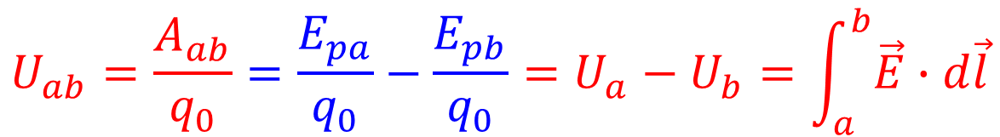 $U_{ab} = \frac{A_{ab}}{q_0} = \frac{E_{pa}}{q_0} - \frac{E_{pb}}{q_0} = U_a - U_b = \int_a^b \vec{E} \cdot d\vec{l}$